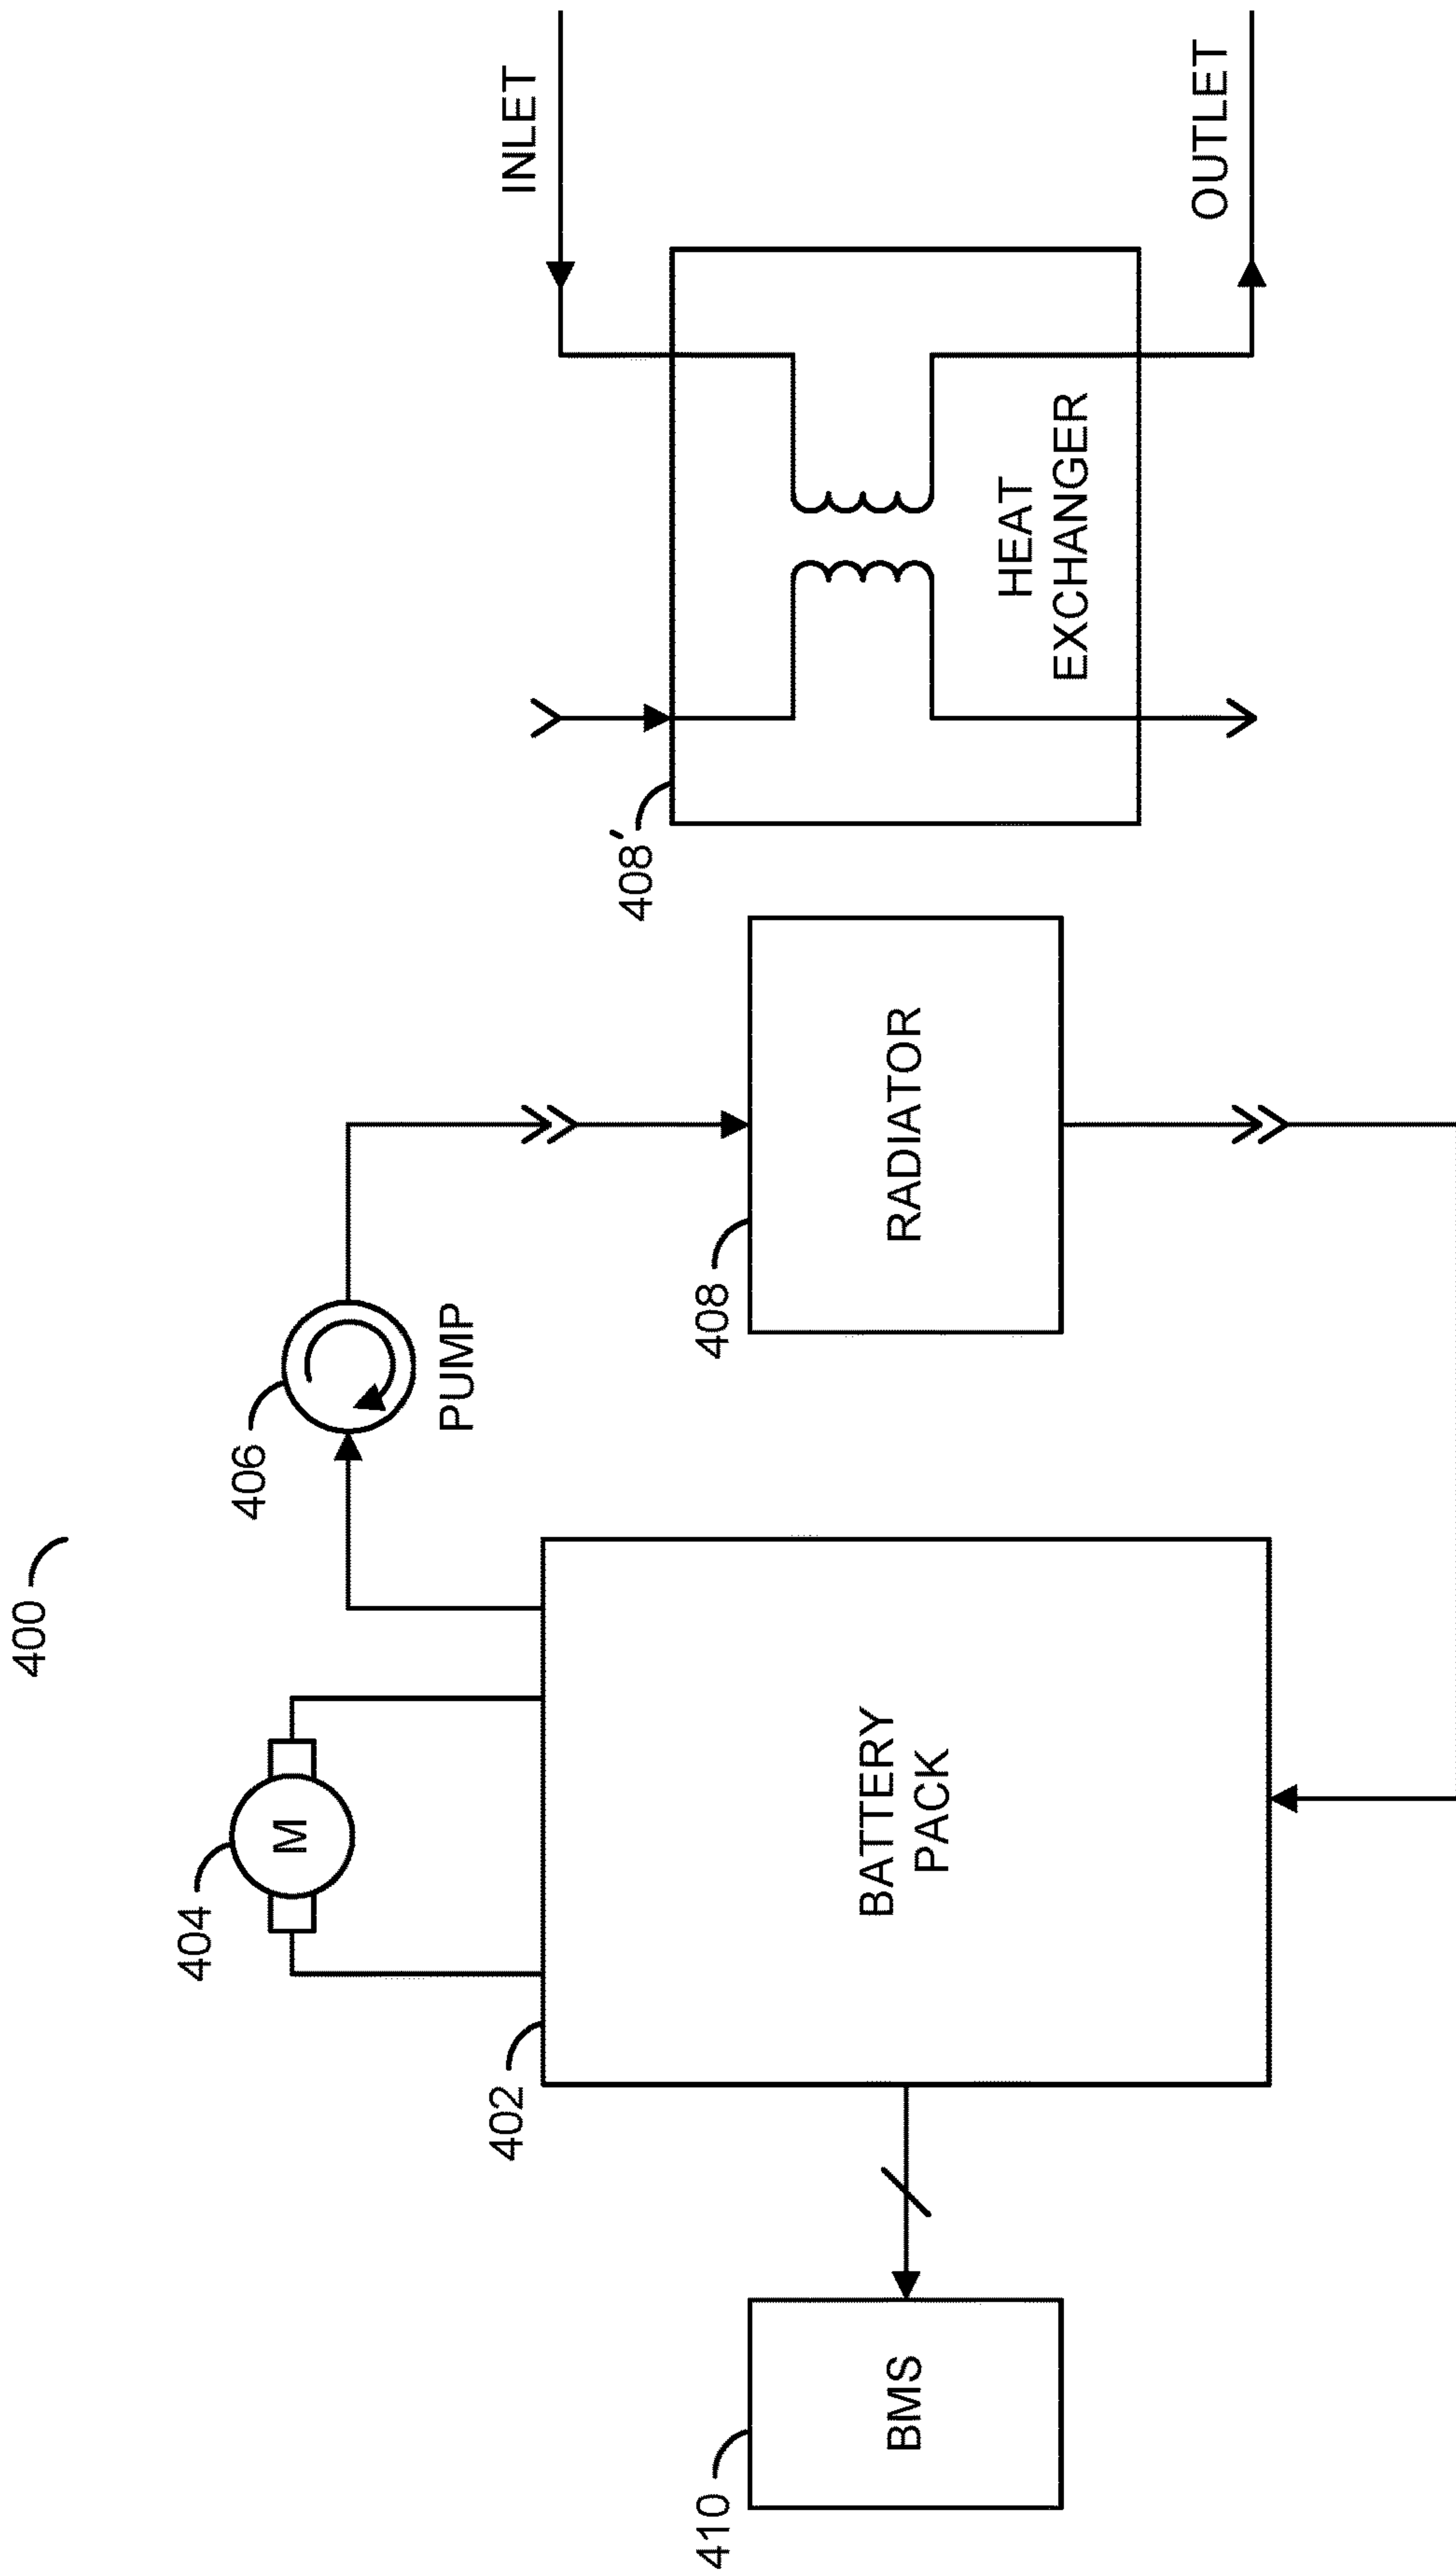 400
404
M
406
PUMP
402
BATTERY
PACK
410
BMS
408
RADIATOR
408'
HEAT
EXCHANGER
INLET
OUTLET